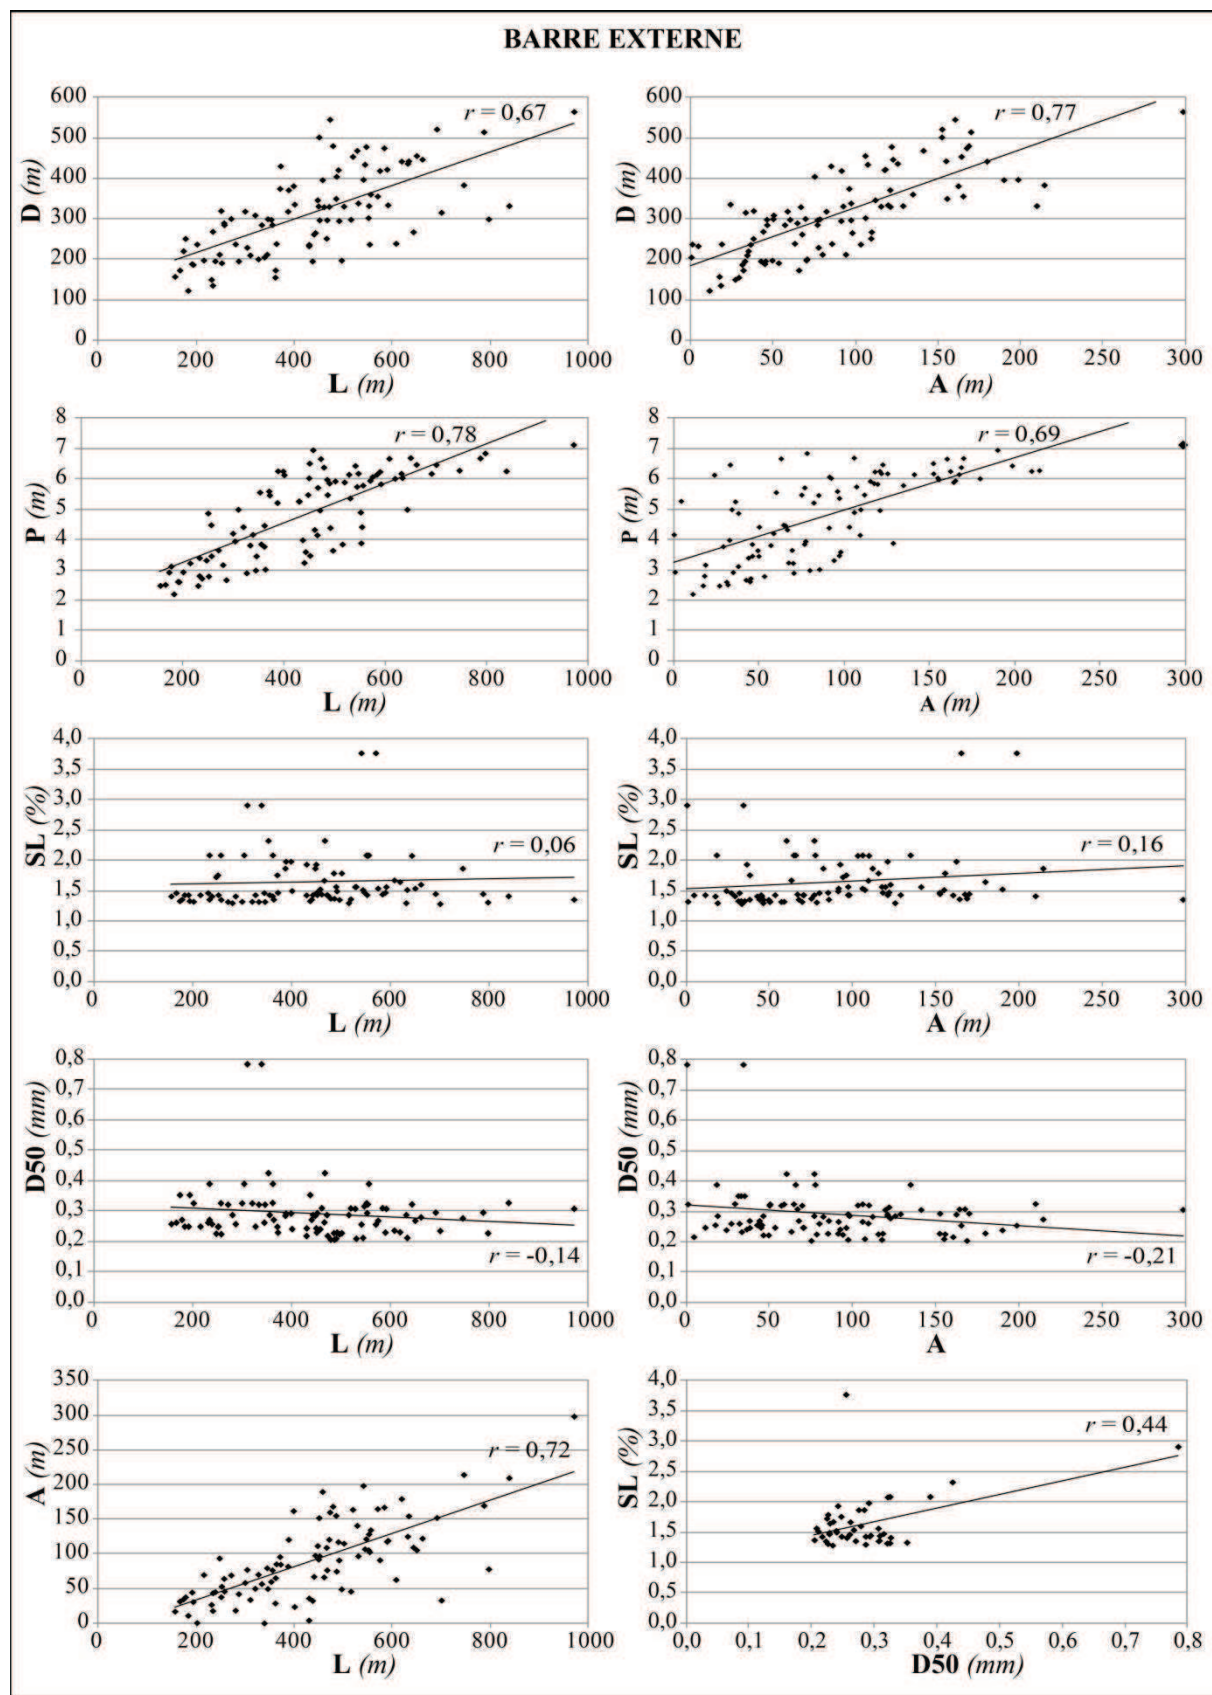 BARRE EXTERNE
600
500
400
300
200
100
0
D (m)
r = 0,67
0 200 400 600 800 1000
L (m)
600
500
400
300
200
100
0
D (m)
r = 0,77
0 50 100 150 200 250 300
A (m)
8
7
6
5
4
3
2
1
0
P (m)
r = 0,78
0 200 400 600 800 1000
L (m)
8
7
6
5
4
3
2
1
0
P (m)
r = 0,69
0 50 100 150 200 250 300
A (m)
4,0
3,5
3,0
2,5
2,0
1,5
1,0
0,5
0,0
SL (%)
r = 0,06
0 200 400 600 800 1000
L (m)
4,0
3,5
3,0
2,5
2,0
1,5
1,0
0,5
0,0
SL (%)
r = 0,16
0 50 100 150 200 250 300
A (m)
0,8
0,7
0,6
0,5
0,4
0,3
0,2
0,1
0,0
D50 (mm)
r = -0,14
0 200 400 600 800 1000
L (m)
0,8
0,7
0,6
0,5
0,4
0,3
0,2
0,1
0,0
D50 (mm)
r = -0,21
0 50 100 150 200 250 300
A
350
300
250
200
150
100
50
0
A (m)
r = 0,72
0 200 400 600 800 1000
L (m)
4,0
3,5
3,0
2,5
2,0
1,5
1,0
0,5
0,0
SL (%)
r = 0,44
0,0 0,1 0,2 0,3 0,4 0,5 0,6 0,7 0,8
D50 (mm)